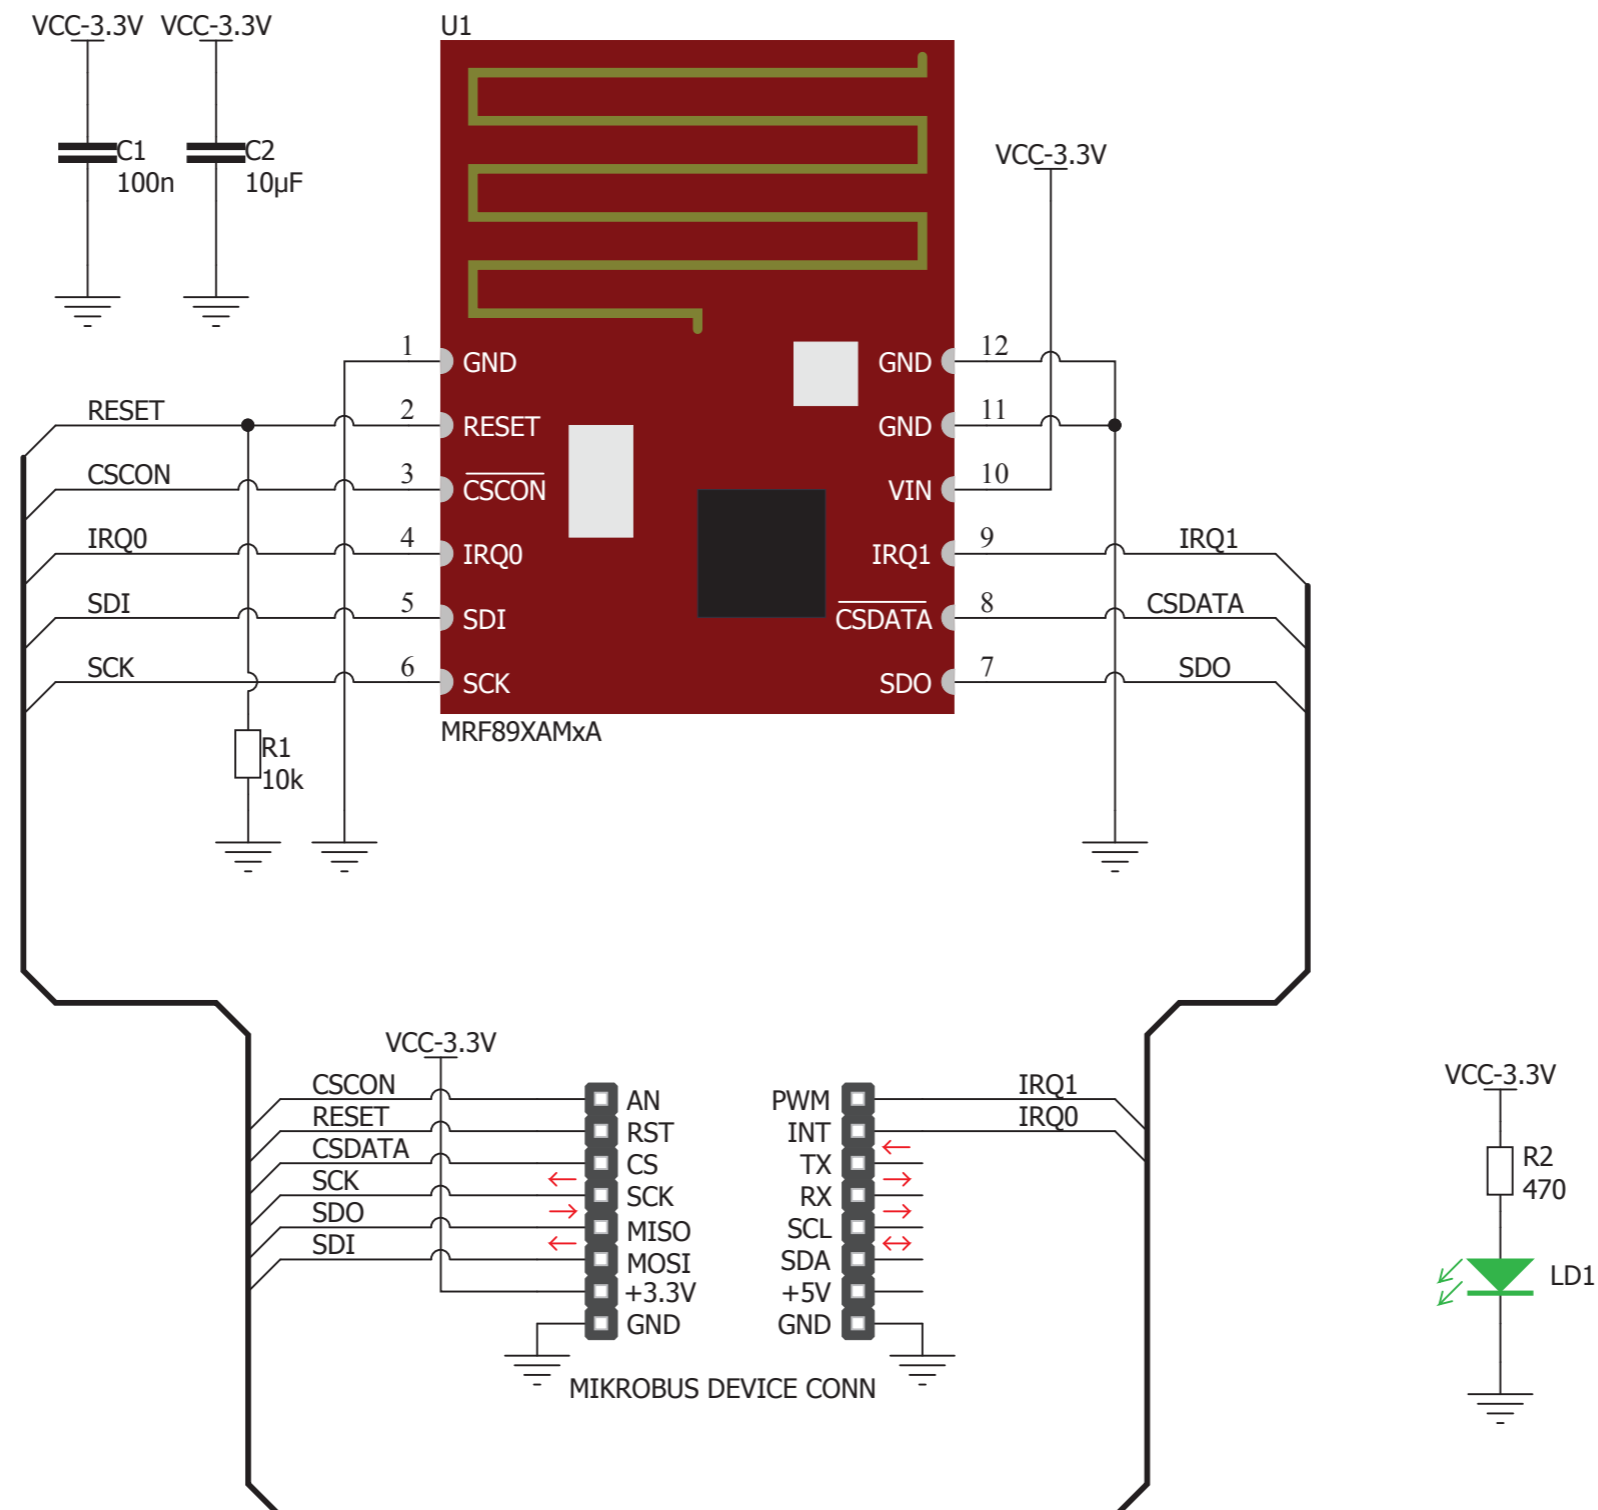 VCC-3.3V VCC-3.3V
C1
100n
C2
10µF
U1
VCC-3.3V
1 GND
RESET 2 RESET
CSCON 3 CSCON
IRQ0 4 IRQ0
SDI 5 SDI
SCK 6 SCK
GND 12
GND 11
VIN 10
IRQ1 9 IRQ1
CSDATA 8 CSDATA
SDO 7 SDO
MRF89XAMxA
R1
10k
VCC-3.3V
CSCON AN
RESET RST
CSDATA CS
SCK SCK
SDO MISO
SDI MOSI
+3.3V
GND
PWM IRQ1
INT IRQ0
TX
RX
SCL
SDA
+5V
GND
MIKROBUS DEVICE CONN
VCC-3.3V
R2
470
LD1